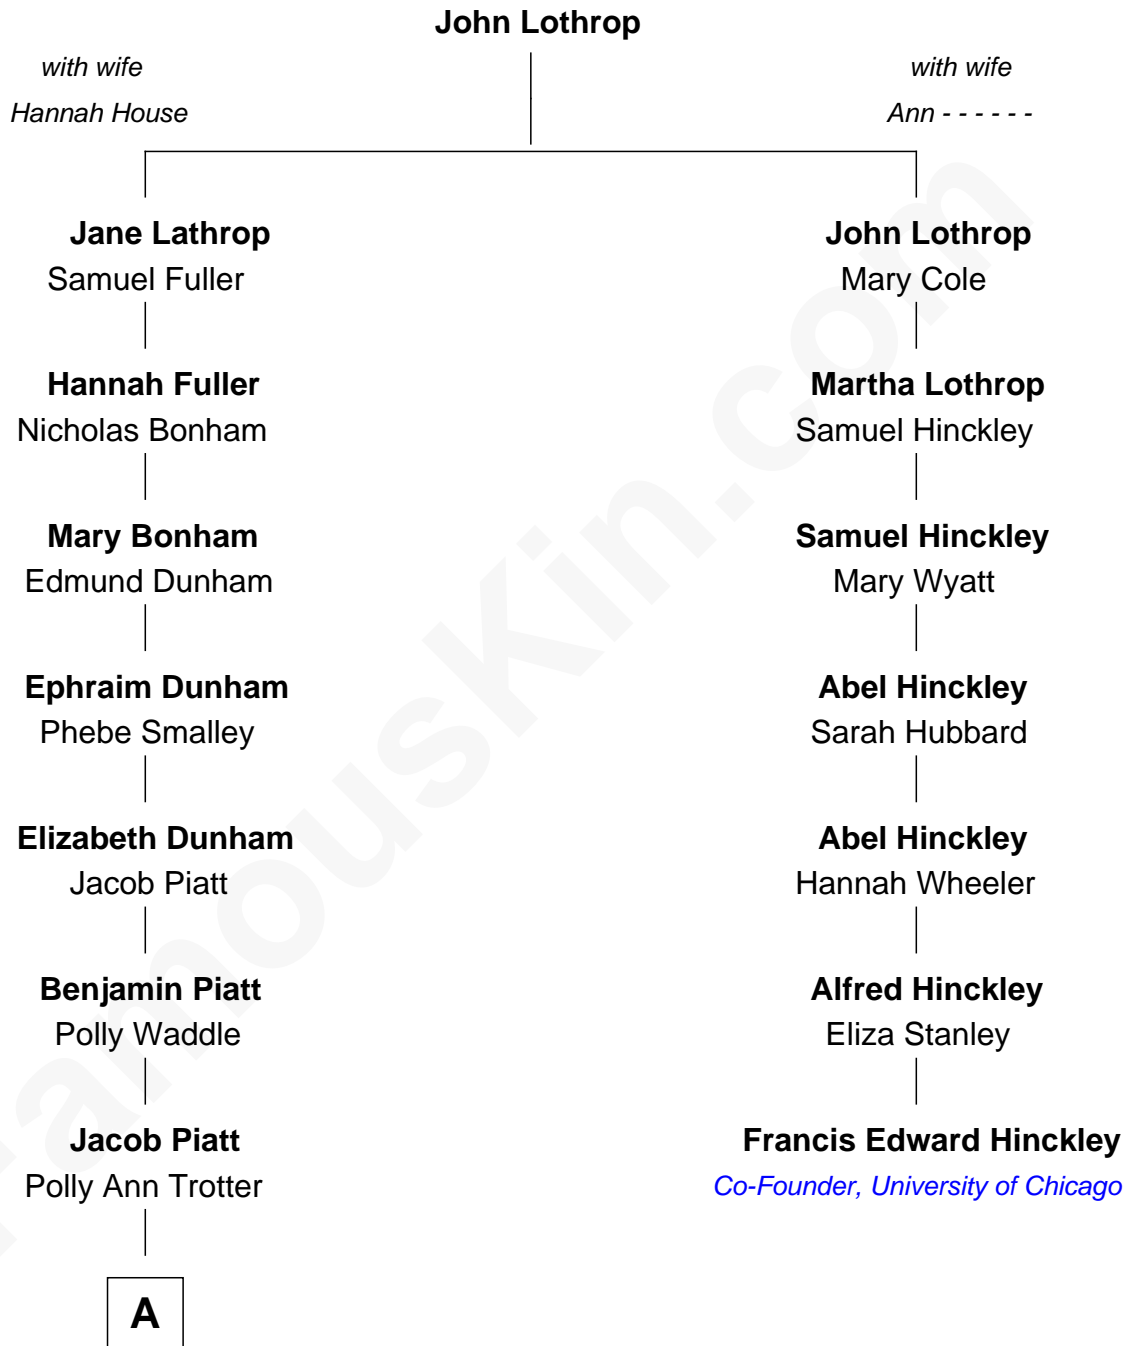 John Lothrop
with wife
Hannah House
with wife
Ann - - - - - -
Jane Lathrop
Samuel Fuller
John Lothrop
Mary Cole
Hannah Fuller
Nicholas Bonham
Martha Lothrop
Samuel Hinckley
Mary Bonham
Edmund Dunham
Samuel Hinckley
Mary Wyatt
Ephraim Dunham
Phebe Smalley
Abel Hinckley
Sarah Hubbard
Elizabeth Dunham
Jacob Piatt
Abel Hinckley
Hannah Wheeler
Benjamin Piatt
Polly Waddle
Alfred Hinckley
Eliza Stanley
Jacob Piatt
Polly Ann Trotter
Francis Edward Hinckley
Co-Founder, University of Chicago
A
FamousKin.com